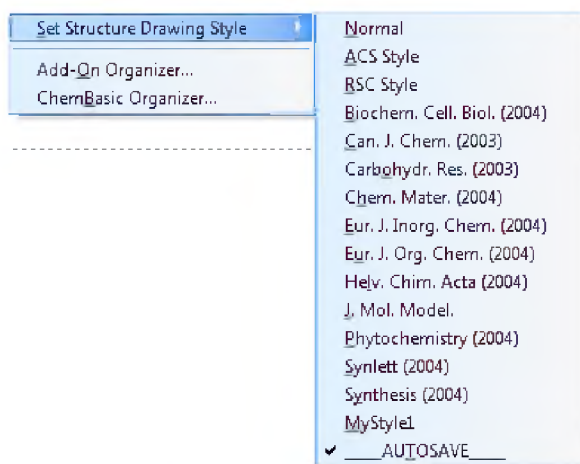 Set Structure Drawing Style
Add-On Organizer...
ChemBasic Organizer...
Normal
ACS Style
RSC Style
Biochem. Cell. Biol. (2004)
Can. J. Chem. (2003)
Carbohydr. Res. (2003)
Chem. Mater. (2004)
Eur. J. Inorg. Chem. (2004)
Eur. J. Org. Chem. (2004)
Helv. Chim. Acta (2004)
J. Mol. Model.
Phytochemistry (2004)
Synlett (2004)
Synthesis (2004)
MyStyle1
____AUTOSAVE____